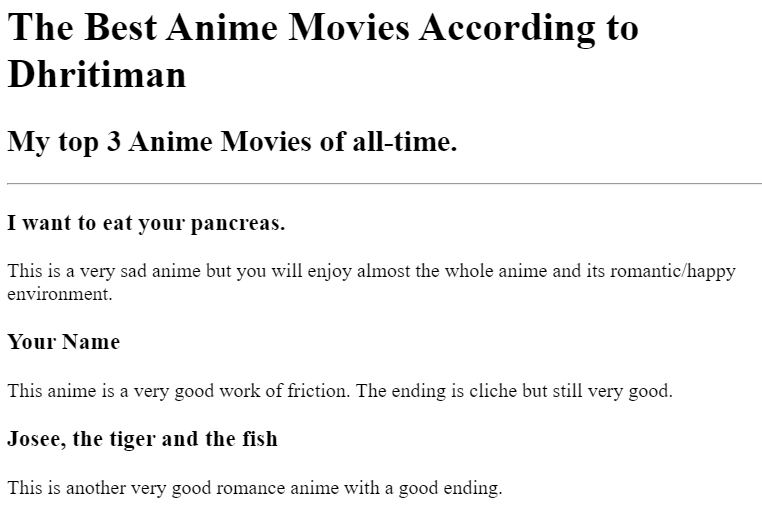 The Best Anime Movies According to
Dhritiman
My top 3 Anime Movies of all-time.
I want to eat your pancreas.
This is a very sad anime but you will enjoy almost the whole anime and its romantic/happy
environment.
Your Name
This anime is a very good work of friction. The ending is cliche but still very good.
Josee, the tiger and the fish
This is another very good romance anime with a good ending.